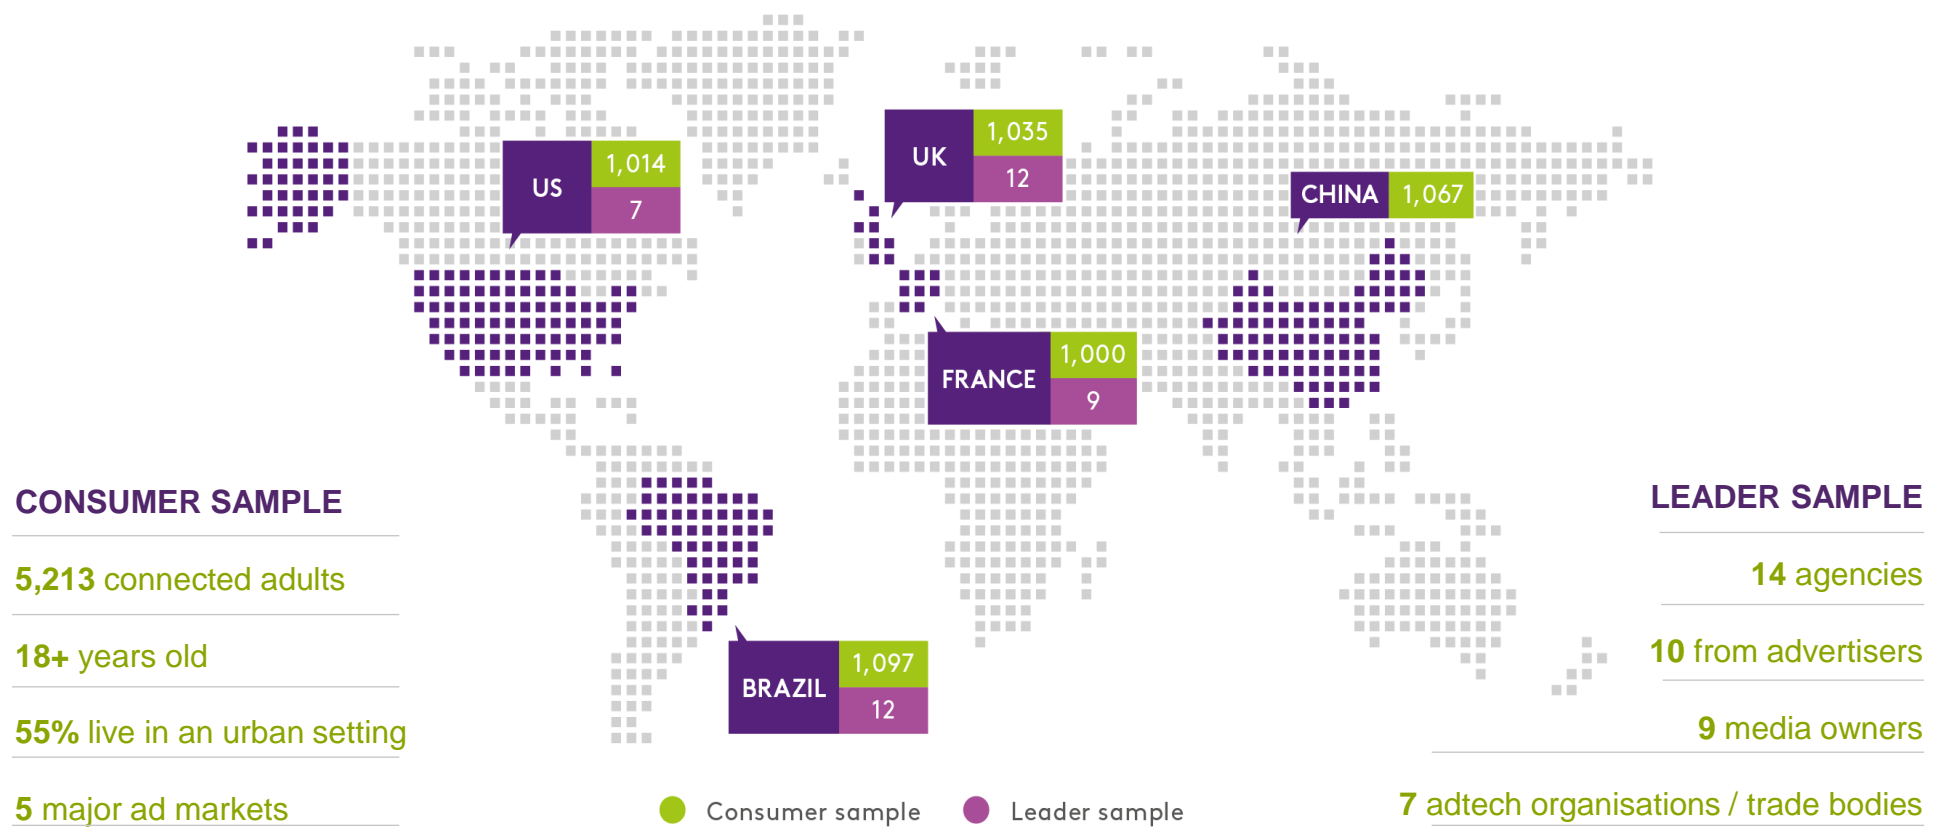 US
1,014
7
UK
1,035
12
CHINA
1,067
FRANCE
1,000
9
BRAZIL
1,097
12
CONSUMER SAMPLE
5,213 connected adults
18+ years old
55% live in an urban setting
5 major ad markets
Consumer sample
Leader sample
LEADER SAMPLE
14 agencies
10 from advertisers
9 media owners
7 adtech organisations / trade bodies